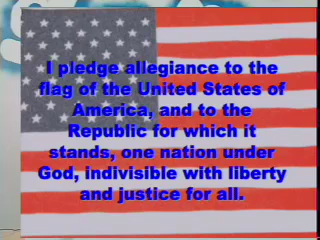 I pledge allegiance to the
flag of the United States of
America, and to the
Republic for which it
stands, one nation under
God, indivisible with liberty
and justice for all.